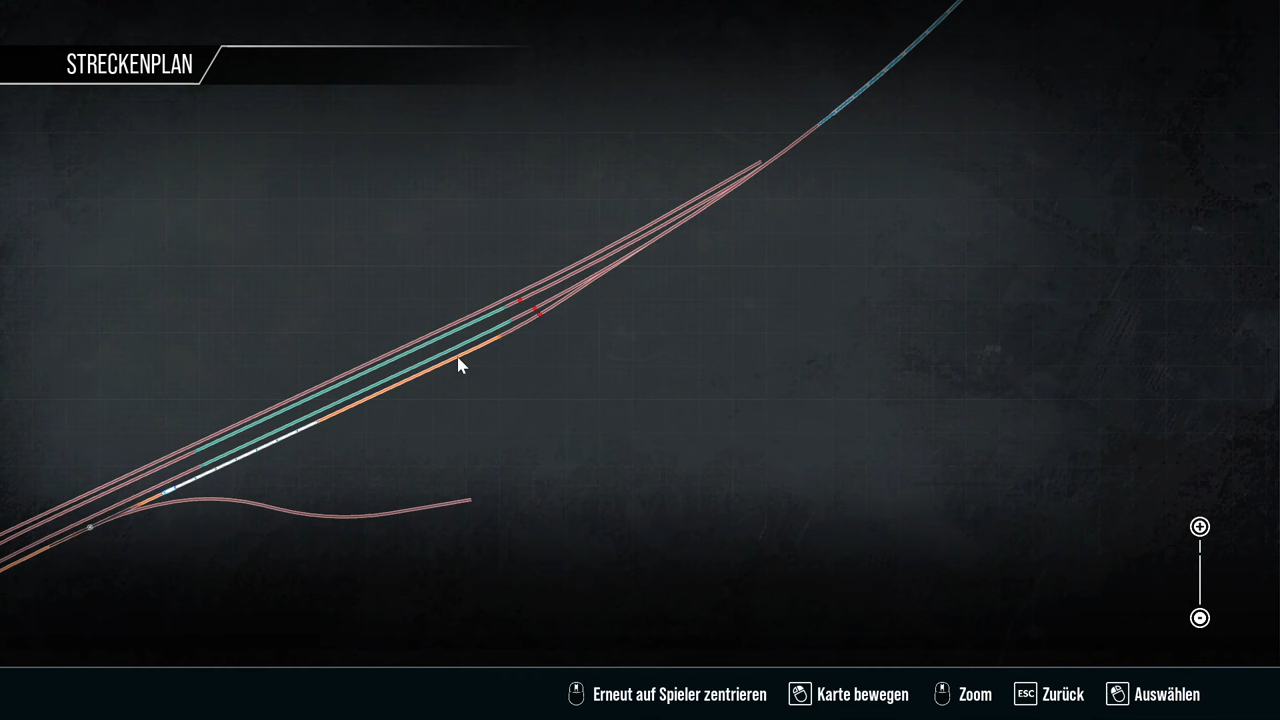 STRECKENPLAN
Erneut auf Spieler zentrieren
Karte bewegen
Zoom
ESC Zurück
Auswählen